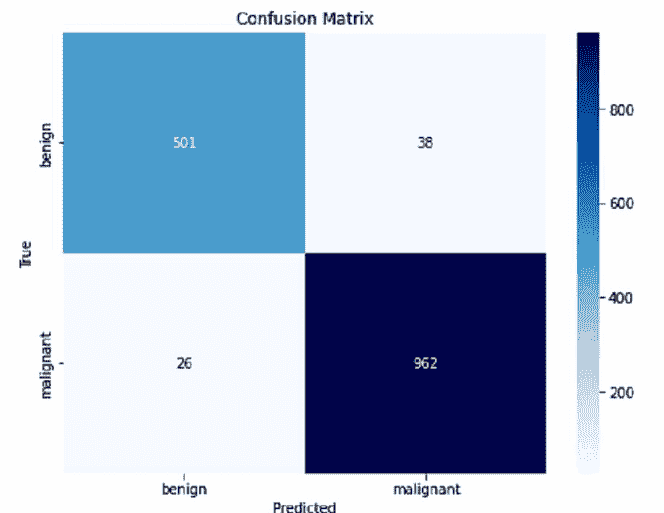 Confusion Matrix
benign
501
38
800
600
True
400
malignant
26
962
200
benign
malignant
Predicted